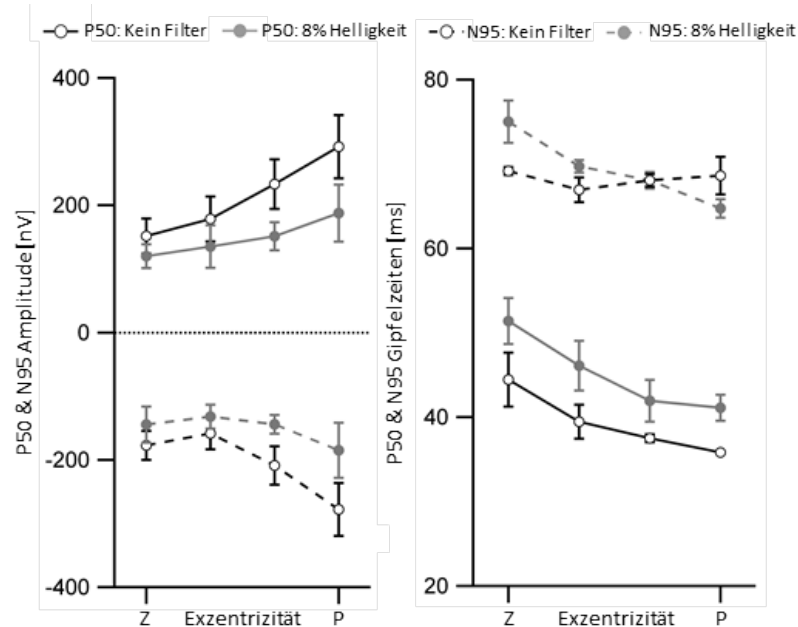 P50: Kein Filter
P50: 8% Helligkeit
N95: Kein Filter
N95: 8% Helligkeit
P50 & N95 Amplitude [nV]
400
200
0
-200
-400
Z
Exzentrizität
P
P50 & N95 Gipfelzeiten [ms]
80
60
40
20
Z
Exzentrizität
P